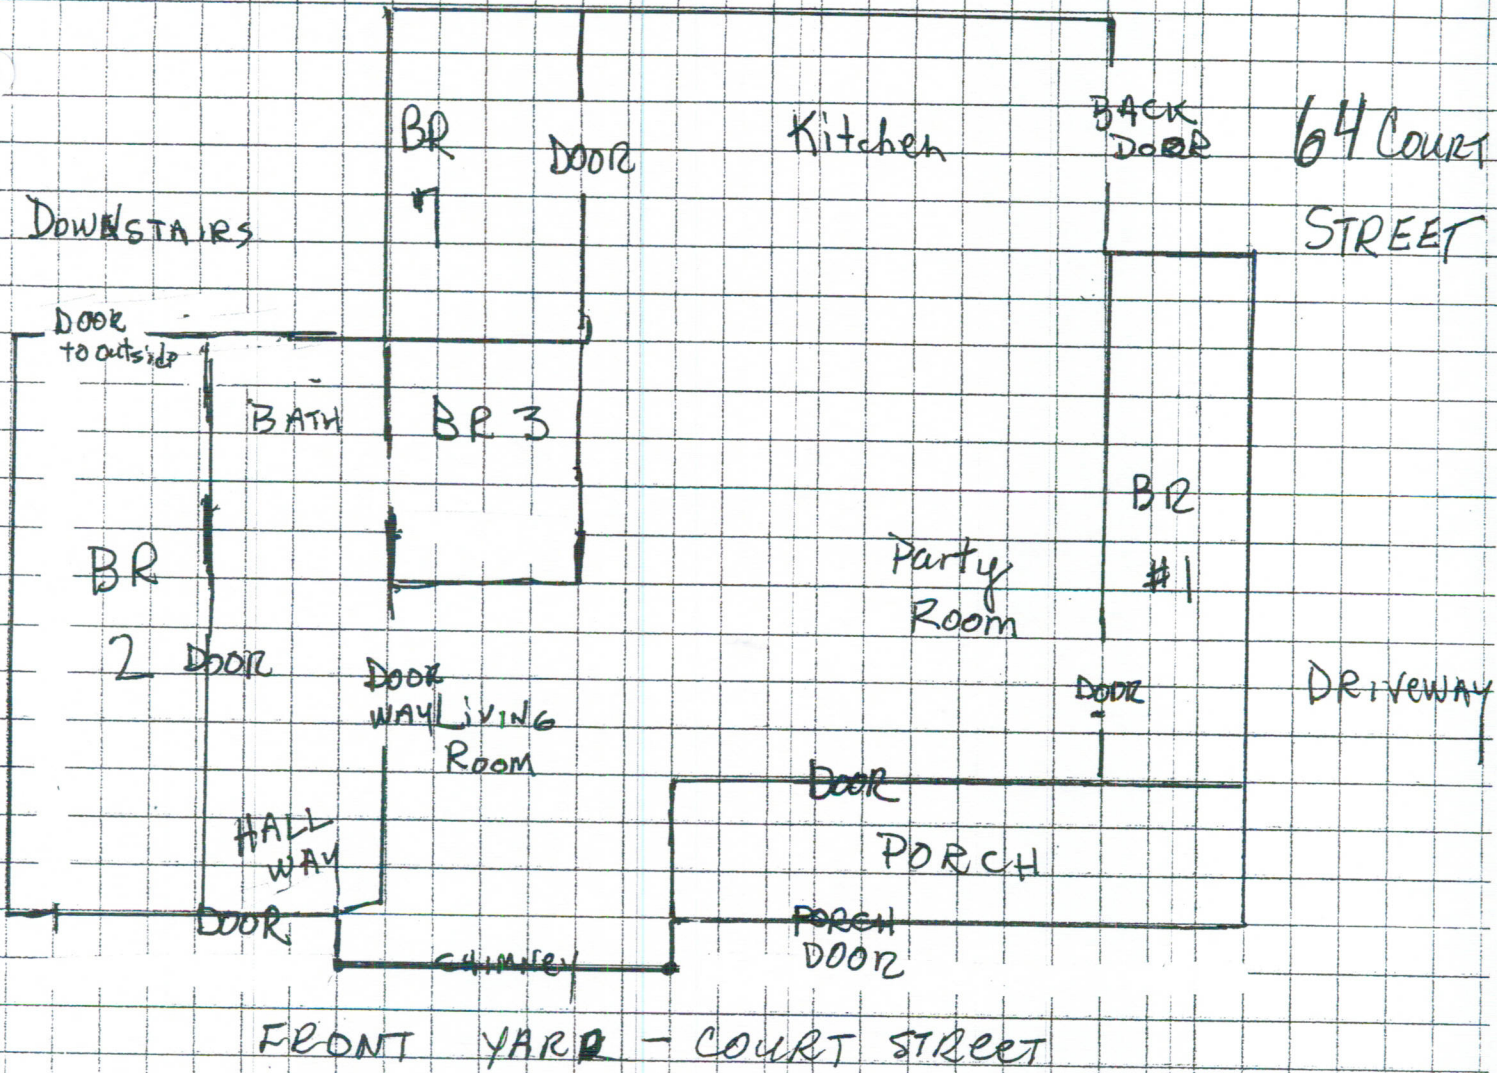 BACK
DOOR
64 COURT
STREET
BR
DOOR
Kitchen
DOWNSTAIRS
DOOR
to outside
BATH
BR 3
BR
#1
Party
Room
BR
2
DOOR
DOOR
WAY
LIVING
ROOM
DOOR
DRIVEWAY
DOOR
HALL
WAY
PORCH
DOOR
PORCH
DOOR
CHIMNEY
FRONT YARD - COURT STREET